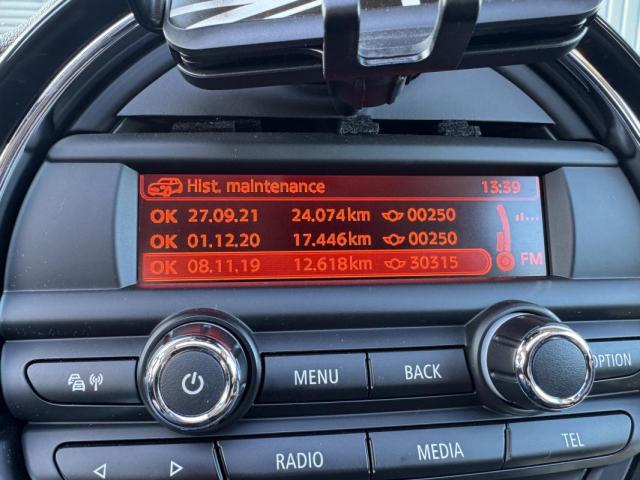 Hist. maintenance 13:39
OK 27.09.21 24.074km 00250
OK 01.12.20 17.446km 00250
OK 08.11.19 12.618km 30315
FM
MENU
BACK
OPTION
RADIO
MEDIA
TEL